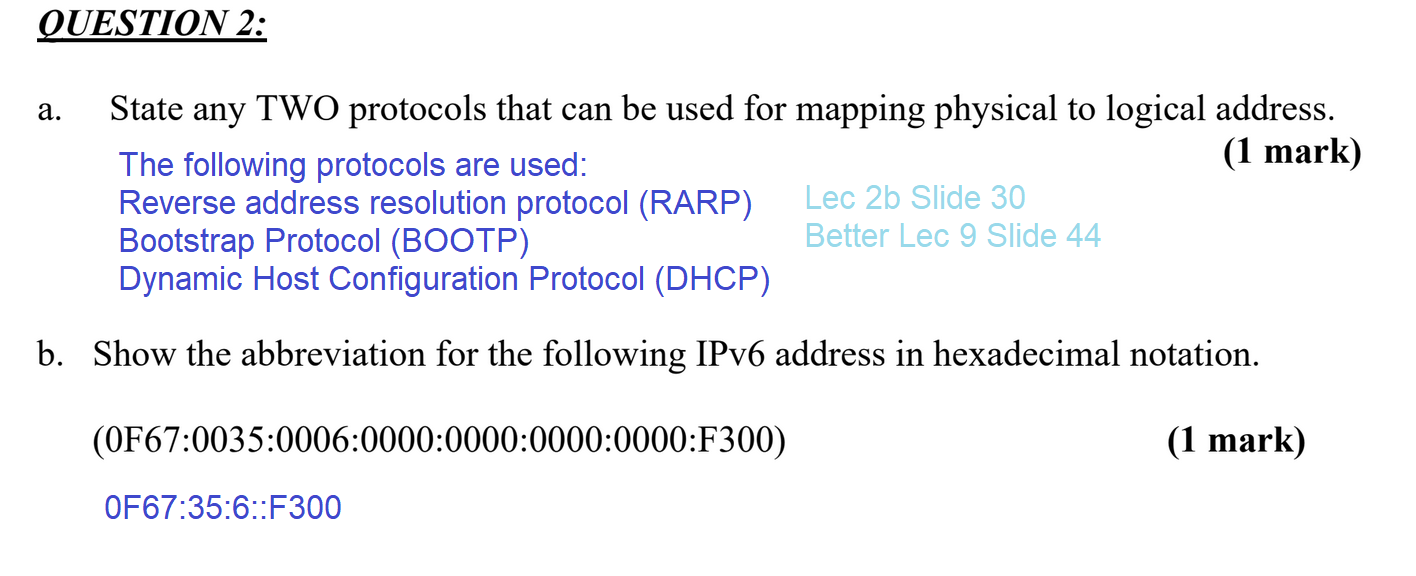 QUESTION 2:
a. State any TWO protocols that can be used for mapping physical to logical address.
(1 mark)
The following protocols are used:
Reverse address resolution protocol (RARP) Lec 2b Slide 30
Bootstrap Protocol (BOOTP) Better Lec 9 Slide 44
Dynamic Host Configuration Protocol (DHCP)
b. Show the abbreviation for the following IPv6 address in hexadecimal notation.
(0F67:0035:0006:0000:0000:0000:0000:F300) (1 mark)
0F67:35:6::F300